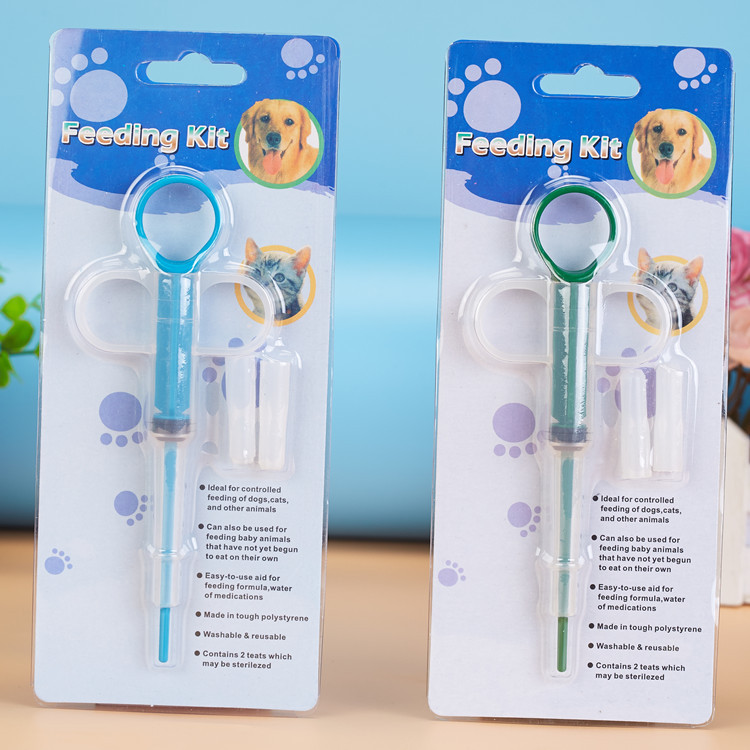 Feeding Kit
Ideal for controlled
feeding of dogs,cats,
and other animals
Can also be used for
feeding baby animals
that have not yet begun
to eat on their own
Easy-to-use aid for
feeding formula,water
of medications
Made in tough polystyrene
Washable & reusable
Contains 2 teats which
may be sterilezed
Feeding Kit
Ideal for controlled
feeding of dogs,cats,
and other animals
Can also be used for
feeding baby animals
that have not yet begun
to eat on their own
Easy-to-use aid for
feeding formula,water
of medications
Made in tough polystyrene
Washable & reusable
Contains 2 teats which
may be sterilezed